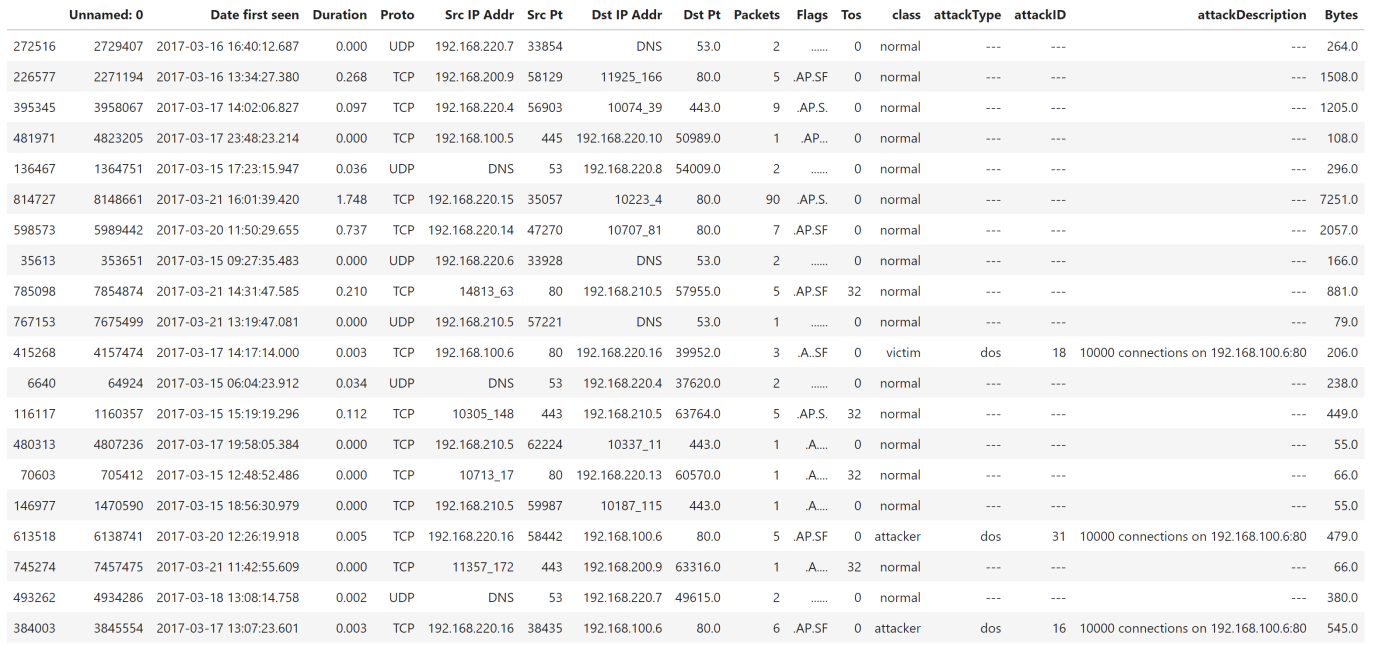 Unnamed: 0 Date first seen Duration Proto Src IP Addr Src Pt Dst IP Addr Dst Pt Packets Flags Tos class attackType attackID attackDescription Bytes
272516 2729407 2017-03-16 16:40:12.687 0.000 UDP 192.168.220.7 33854 DNS 53.0 2 ...... 0 normal --- --- --- 264.0
226577 2271194 2017-03-16 13:34:27.380 0.268 TCP 192.168.200.9 58129 11925_166 80.0 5 .AP.SF 0 normal --- --- --- 1508.0
395345 3958067 2017-03-17 14:02:06.827 0.097 TCP 192.168.220.4 56903 10074_39 443.0 9 .AP.S. 0 normal --- --- --- 1205.0
481971 4823205 2017-03-17 23:48:23.214 0.000 TCP 192.168.100.5 445 192.168.220.10 50989.0 1 .AP... 0 normal --- --- --- 108.0
136467 1364751 2017-03-15 17:23:15.947 0.036 UDP DNS 53 192.168.220.8 54009.0 2 ...... 0 normal --- --- --- 296.0
814727 8148661 2017-03-21 16:01:39.420 1.748 TCP 192.168.220.15 35057 10223_4 80.0 90 .AP.S. 0 normal --- --- --- 7251.0
598573 5989442 2017-03-20 11:50:29.655 0.737 TCP 192.168.220.14 47270 10707_81 80.0 7 .AP.SF 0 normal --- --- --- 2057.0
35613 353651 2017-03-15 09:27:35.483 0.000 UDP 192.168.220.6 33928 DNS 53.0 2 ...... 0 normal --- --- --- 166.0
785098 7854874 2017-03-21 14:31:47.585 0.210 TCP 14813_63 80 192.168.210.5 57955.0 5 .AP.SF 32 normal --- --- --- 881.0
767153 7675499 2017-03-21 13:19:47.081 0.000 UDP 192.168.210.5 57221 DNS 53.0 1 ...... 0 normal --- --- --- 79.0
415268 4157474 2017-03-17 14:17:14.000 0.003 TCP 192.168.100.6 80 192.168.220.16 39952.0 3 .A..SF 0 victim dos 18 10000 connections on 192.168.100.6:80 206.0
6640 64924 2017-03-15 06:04:23.912 0.034 UDP DNS 53 192.168.220.4 37620.0 2 ...... 0 normal --- --- --- 238.0
116117 1160357 2017-03-15 15:19:19.296 0.112 TCP 10305_148 443 192.168.210.5 63764.0 5 .AP.S. 32 normal --- --- --- 449.0
480313 4807236 2017-03-17 19:58:05.384 0.000 TCP 192.168.210.5 62224 10337_11 443.0 1 .A.... 0 normal --- --- --- 55.0
70603 705412 2017-03-15 12:48:52.486 0.000 TCP 10713_17 80 192.168.220.13 60570.0 1 .A.... 32 normal --- --- --- 66.0
146977 1470590 2017-03-15 18:56:30.979 0.000 TCP 192.168.210.5 59987 10187_115 443.0 1 .A.... 0 normal --- --- --- 55.0
613518 6138741 2017-03-20 12:26:19.918 0.005 TCP 192.168.220.16 58442 192.168.100.6 80.0 5 .AP.SF 0 attacker dos 31 10000 connections on 192.168.100.6:80 479.0
745274 7457475 2017-03-21 11:42:55.609 0.000 TCP 11357_172 443 192.168.200.9 63316.0 1 .A.... 32 normal --- --- --- 66.0
493262 4934286 2017-03-18 13:08:14.758 0.002 UDP DNS 53 192.168.220.7 49615.0 2 ...... 0 normal --- --- --- 380.0
384003 3845554 2017-03-17 13:07:23.601 0.003 TCP 192.168.220.16 38435 192.168.100.6 80.0 6 .AP.SF 0 attacker dos 16 10000 connections on 192.168.100.6:80 545.0